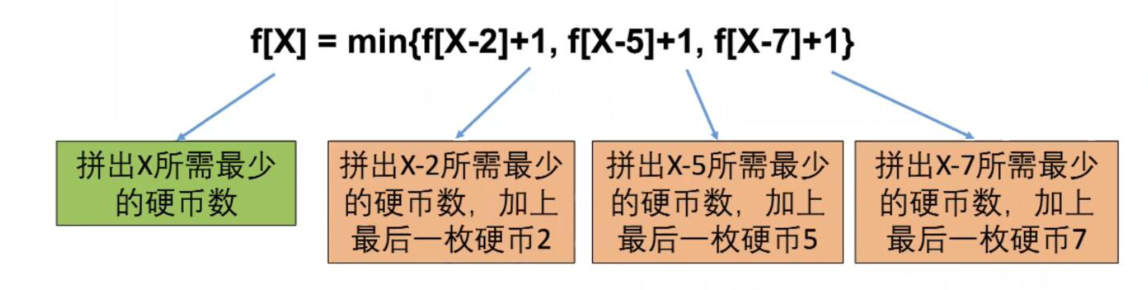 f[X] = min{f[X-2]+1, f[X-5]+1, f[X-7]+1}
拼出X所需最少
的硬币数
拼出X-2所需最少
的硬币数，加上
最后一枚硬币2
拼出X-5所需最少
的硬币数，加上
最后一枚硬币5
拼出X-7所需最少
的硬币数，加上
最后一枚硬币7